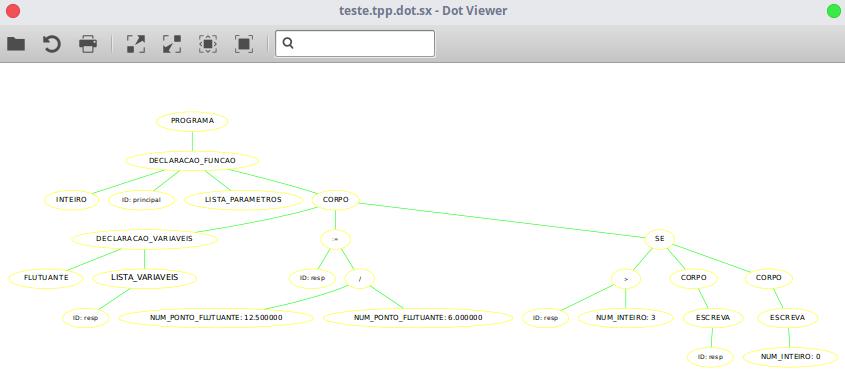 teste.tpp.dot.sx - Dot Viewer
PROGRAMA
DECLARACAO_FUNCAO
INTEIRO ID: principal LISTA_PARAMETROS CORPO
DECLARACAO_VARIAVEIS := SE
FLUTUANTE LISTA_VARIAVEIS ID: resp / > CORPO CORPO
ID: resp NUM_PONTO_FLUTUANTE: 12.500000 NUM_PONTO_FLUTUANTE: 6.000000 ID: resp NUM_INTEIRO: 3 ESCREVA ESCREVA
ID: resp NUM_INTEIRO: 0